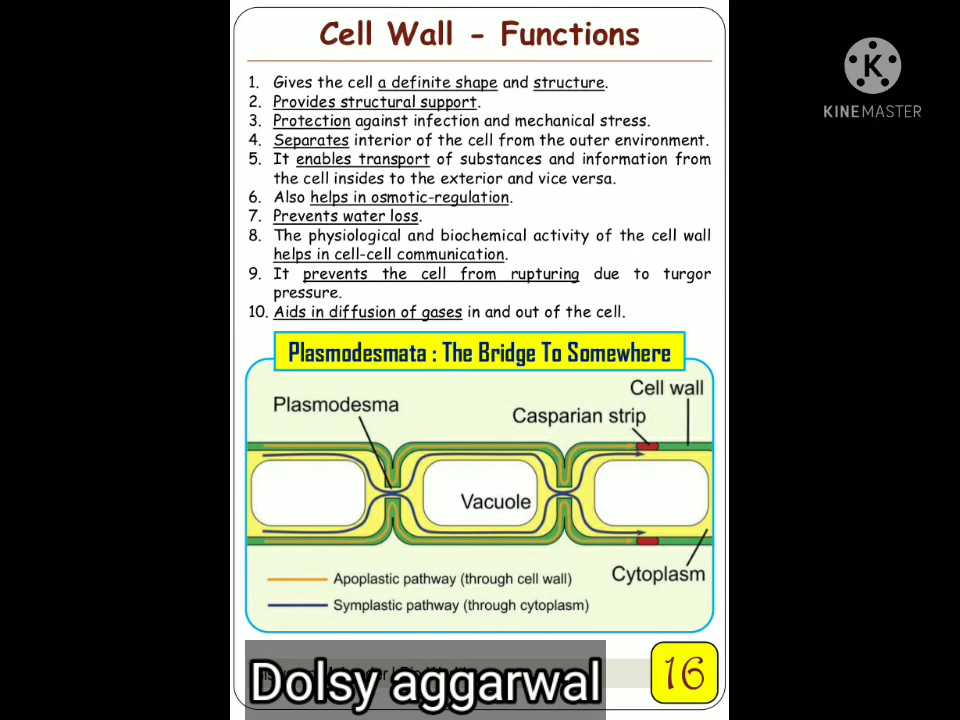 Cell Wall - Functions
KINEMASTER
1. Gives the cell a definite shape and structure.
2. Provides structural support.
3. Protection against infection and mechanical stress.
4. Separates interior of the cell from the outer environment.
5. It enables transport of substances and information from
the cell insides to the exterior and vice versa.
6. Also helps in osmotic-regulation.
7. Prevents water loss.
8. The physiological and biochemical activity of the cell wall
helps in cell-cell communication.
9. It prevents the cell from rupturing due to turgor
pressure.
10. Aids in diffusion of gases in and out of the cell.
Plasmodesmata : The Bridge To Somewhere
Cell wall
Plasmodesma
Casparian strip
Vacuole
Cytoplasm
Apoplastic pathway (through cell wall)
Symplastic pathway (through cytoplasm)
Dolsy aggarwal
16